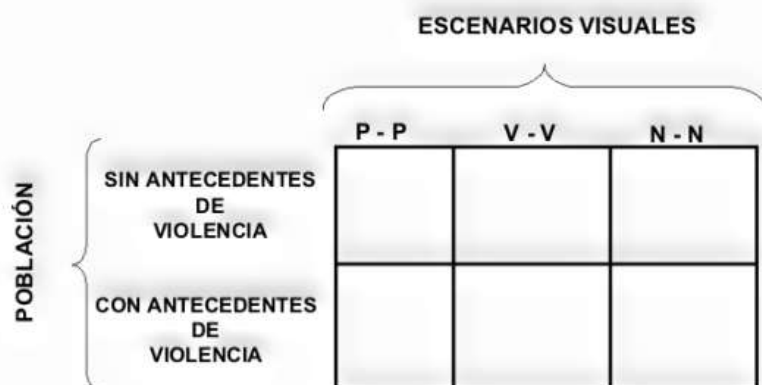 ESCENARIOS VISUALES
P - P V - V N - N
POBLACIÓN
SIN ANTECEDENTES
DE
VIOLENCIA
CON ANTECEDENTES
DE
VIOLENCIA